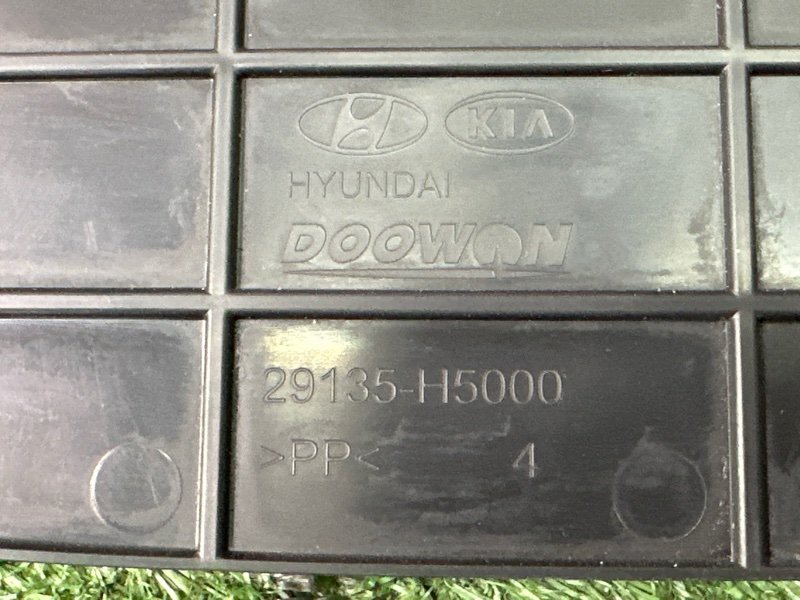 KIA
HYUNDAI
DOOWON
29135-H5000
>PP< 4